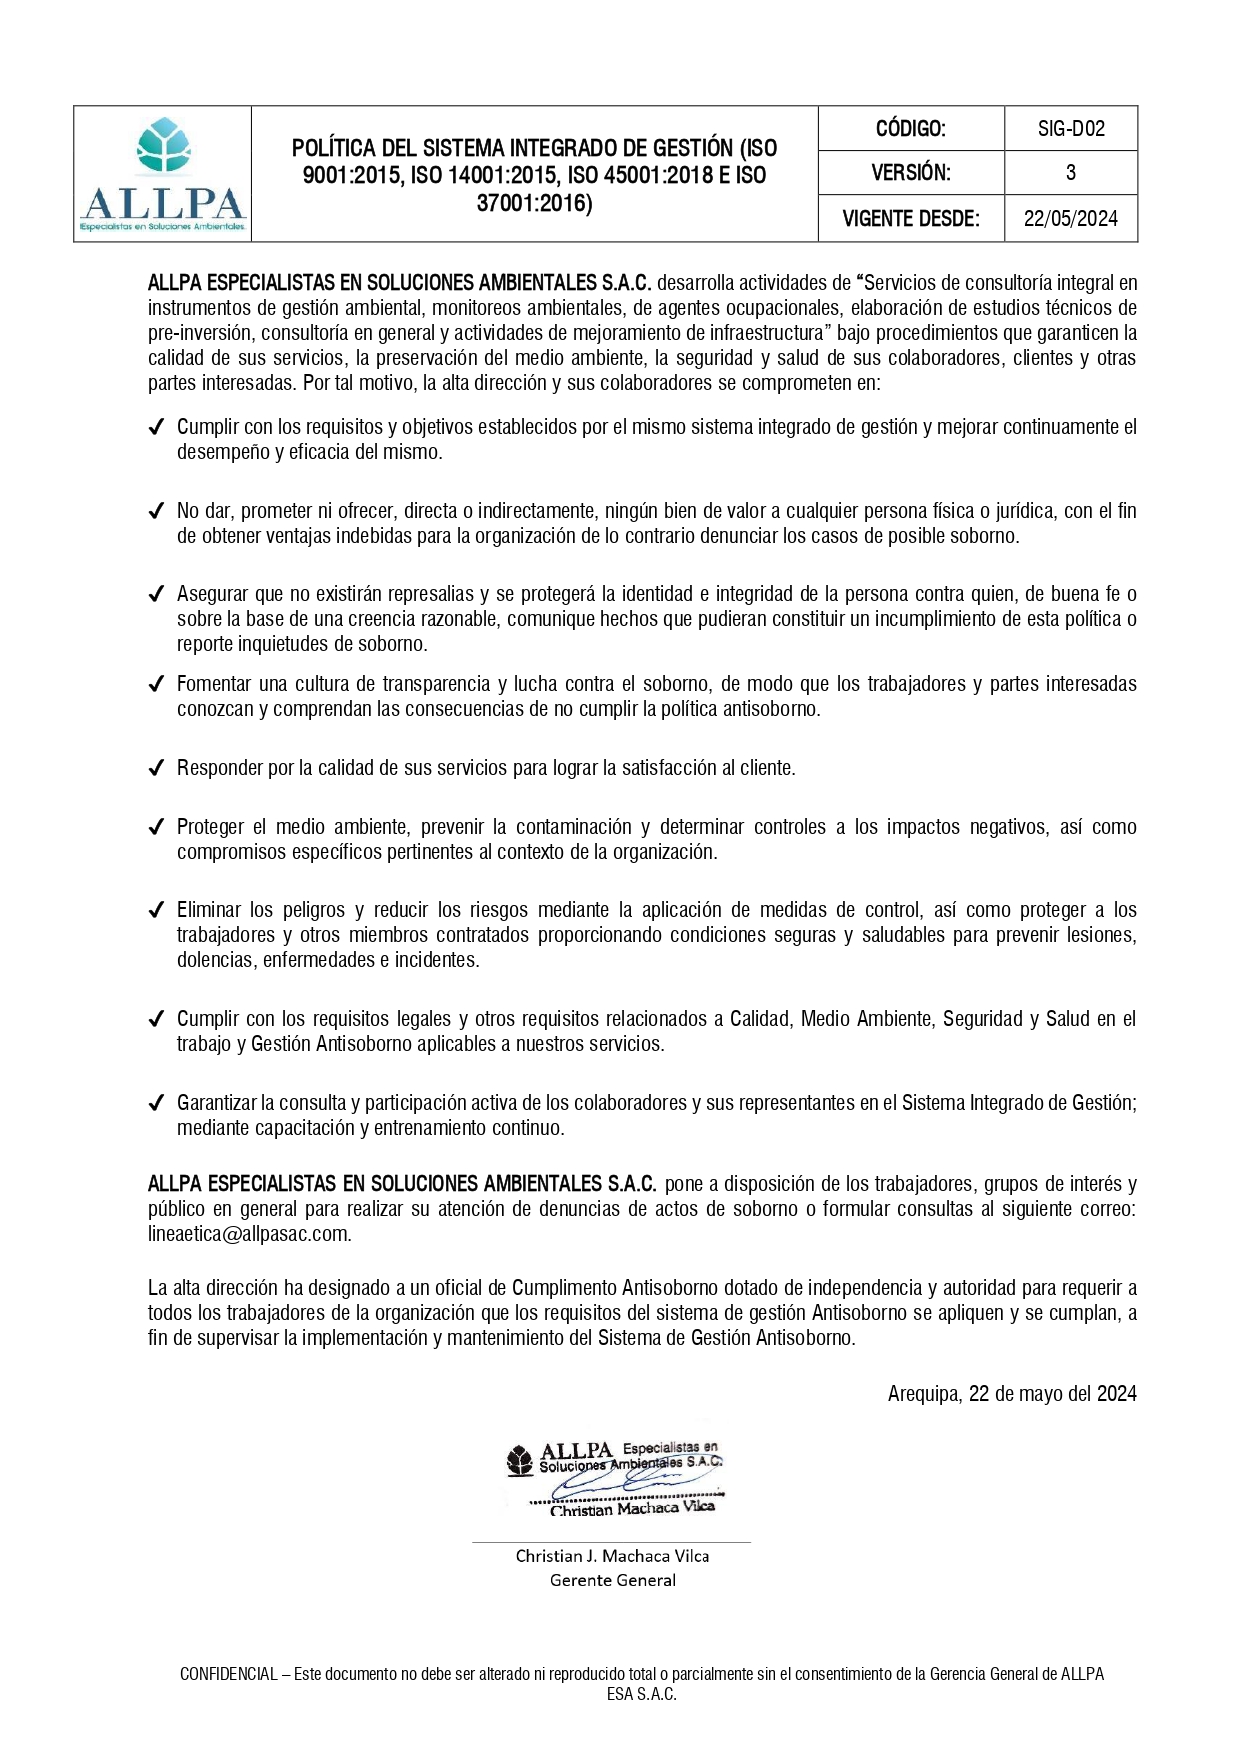 ALLPA
Especialistas en Soluciones Ambientales.
POLÍTICA DEL SISTEMA INTEGRADO DE GESTIÓN (ISO
9001:2015, ISO 14001:2015, ISO 45001:2018 E ISO
37001:2016)
CÓDIGO: SIG-D02
VERSIÓN: 3
VIGENTE DESDE: 22/05/2024
ALLPA ESPECIALISTAS EN SOLUCIONES AMBIENTALES S.A.C. desarrolla actividades de “Servicios de consultoría integral en
instrumentos de gestión ambiental, monitoreos ambientales, de agentes ocupacionales, elaboración de estudios técnicos de
pre-inversión, consultoría en general y actividades de mejoramiento de infraestructura” bajo procedimientos que garanticen la
calidad de sus servicios, la preservación del medio ambiente, la seguridad y salud de sus colaboradores, clientes y otras
partes interesadas. Por tal motivo, la alta dirección y sus colaboradores se comprometen en:
✓ Cumplir con los requisitos y objetivos establecidos por el mismo sistema integrado de gestión y mejorar continuamente el
desempeño y eficacia del mismo.
✓ No dar, prometer ni ofrecer, directa o indirectamente, ningún bien de valor a cualquier persona física o jurídica, con el fin
de obtener ventajas indebidas para la organización de lo contrario denunciar los casos de posible soborno.
✓ Asegurar que no existirán represalias y se protegerá la identidad e integridad de la persona contra quien, de buena fe o
sobre la base de una creencia razonable, comunique hechos que pudieran constituir un incumplimiento de esta política o
reporte inquietudes de soborno.
✓ Fomentar una cultura de transparencia y lucha contra el soborno, de modo que los trabajadores y partes interesadas
conozcan y comprendan las consecuencias de no cumplir la política antisoborno.
✓ Responder por la calidad de sus servicios para lograr la satisfacción al cliente.
✓ Proteger el medio ambiente, prevenir la contaminación y determinar controles a los impactos negativos, así como
compromisos específicos pertinentes al contexto de la organización.
✓ Eliminar los peligros y reducir los riesgos mediante la aplicación de medidas de control, así como proteger a los
trabajadores y otros miembros contratados proporcionando condiciones seguras y saludables para prevenir lesiones,
dolencias, enfermedades e incidentes.
✓ Cumplir con los requisitos legales y otros requisitos relacionados a Calidad, Medio Ambiente, Seguridad y Salud en el
trabajo y Gestión Antisoborno aplicables a nuestros servicios.
✓ Garantizar la consulta y participación activa de los colaboradores y sus representantes en el Sistema Integrado de Gestión;
mediante capacitación y entrenamiento continuo.
ALLPA ESPECIALISTAS EN SOLUCIONES AMBIENTALES S.A.C. pone a disposición de los trabajadores, grupos de interés y
público en general para realizar su atención de denuncias de actos de soborno o formular consultas al siguiente correo:
lineaetica@allpasac.com.
La alta dirección ha designado a un oficial de Cumplimento Antisoborno dotado de independencia y autoridad para requerir a
todos los trabajadores de la organización que los requisitos del sistema de gestión Antisoborno se apliquen y se cumplan, a
fin de supervisar la implementación y mantenimiento del Sistema de Gestión Antisoborno.
Arequipa, 22 de mayo del 2024
ALLPA Especialistas en
Soluciones Ambientales S.A.C.
Christian Machaca Vilca
Christian J. Machaca Vilca
Gerente General
CONFIDENCIAL – Este documento no debe ser alterado ni reproducido total o parcialmente sin el consentimiento de la Gerencia General de ALLPA
ESA S.A.C.